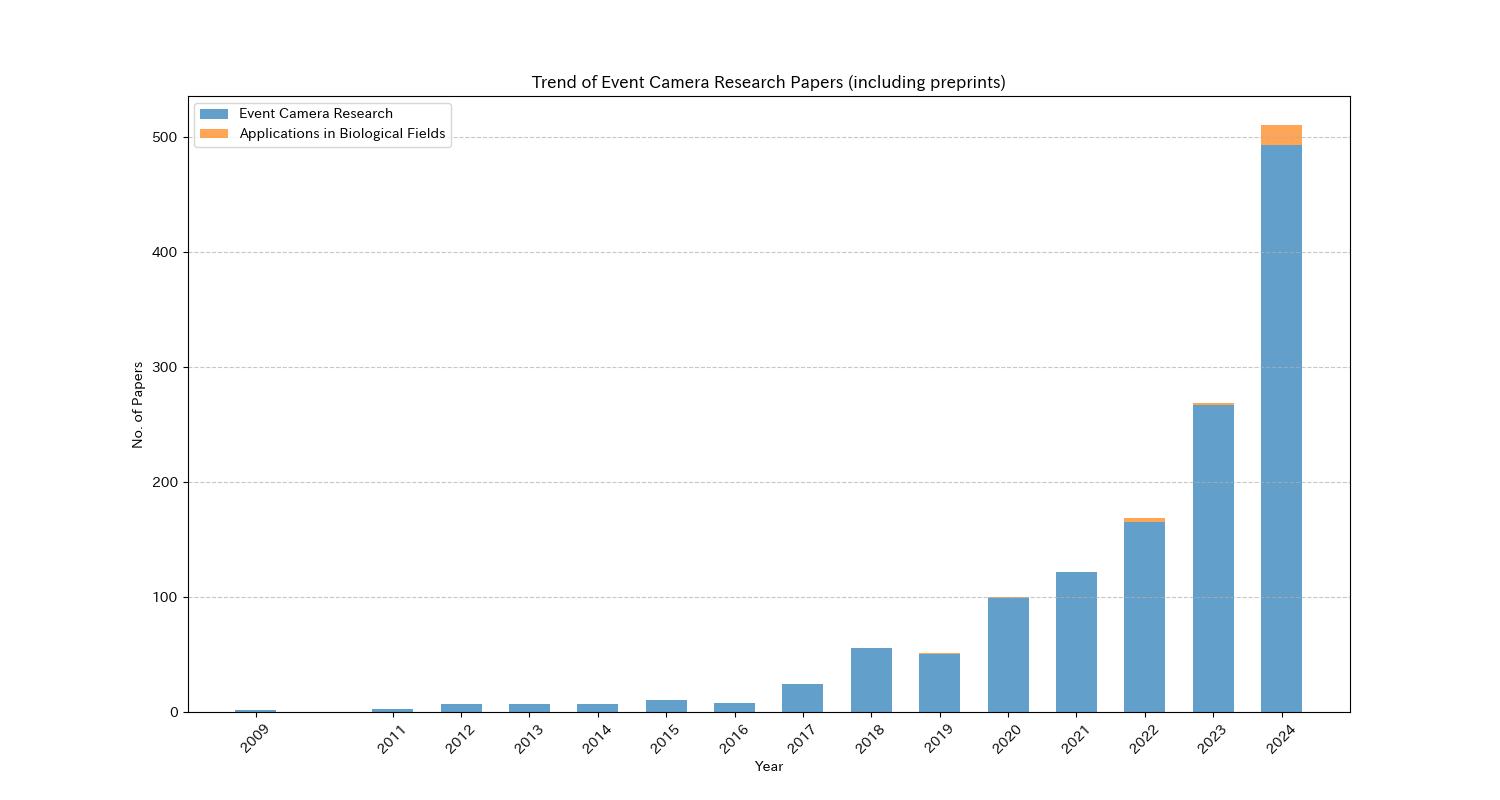 Trend of Event Camera Research Papers (including preprints)
Event Camera Research
Applications in Biological Fields
500
400
300
200
100
0
No. of Papers
2009 2011 2012 2013 2014 2015 2016 2017 2018 2019 2020 2021 2022 2023 2024
Year